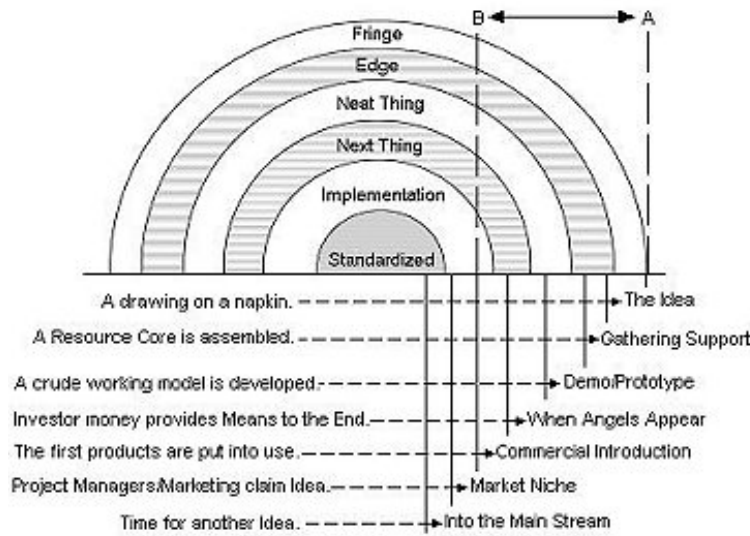 B A
Fringe
Edge
Neat Thing
Next Thing
Implementation
Standardized
A drawing on a napkin. The Idea
A Resource Core is assembled. Gathering Support
A crude working model is developed. Demo/Prototype
Investor money provides Means to the End. When Angels Appear
The first products are put into use. Commercial Introduction
Project Managers/Marketing claim Idea. Market Niche
Time for another Idea. Into the Main Stream